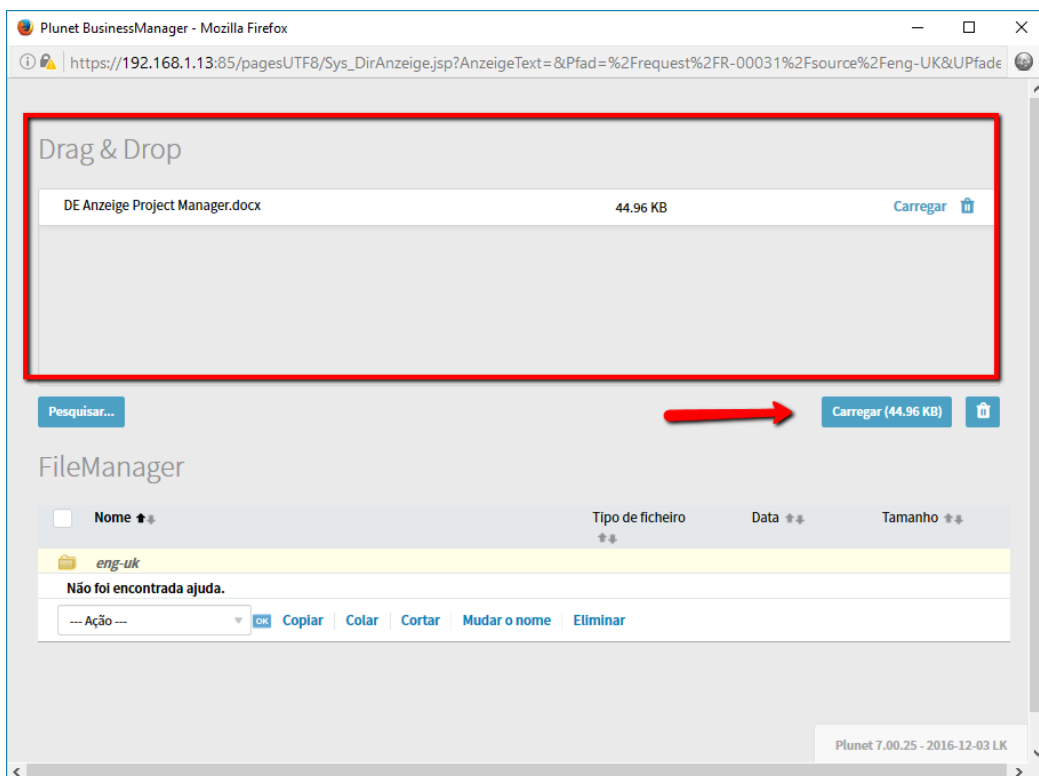 Plunet BusinessManager - Mozilla Firefox
https://192.168.1.13:85/pagesUTF8/Sys_DirAnzeige.jsp?AnzeigeText=&Pfad=%2Frequest%2FR-00031%2Fsource%2Feng-UK&UPfade
Drag & Drop
DE Anzeige Project Manager.docx 44.96 KB Carregar
Pesquisar... Carregar (44.96 KB)
FileManager
Nome Tipo de ficheiro Data Tamanho
eng-uk
Não foi encontrada ajuda.
--- Ação --- OK Copiar Colar Cortar Mudar o nome Eliminar
Plunet 7.00.25 - 2016-12-03 LK